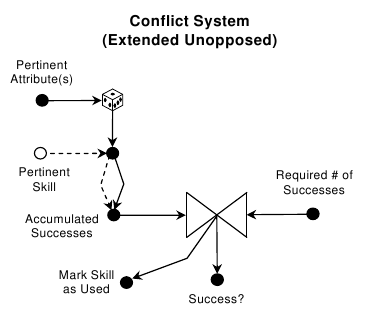 Conflict System
(Extended Unopposed)
Pertinent
Attribute(s)
Pertinent
Skill
Required # of
Successes
Accumulated
Successes
Mark Skill
as Used
Success?